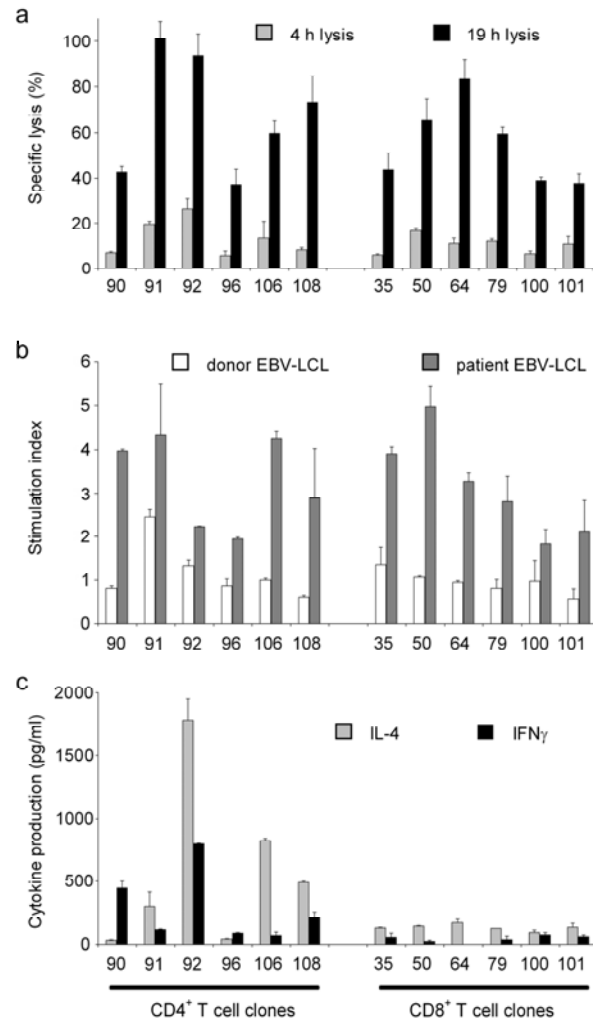 a
4 h lysis 19 h lysis
Specific lysis (%)
100
80
60
40
20
0
90 91 92 96 106 108 35 50 64 79 100 101
b
donor EBV-LCL patient EBV-LCL
Stimulation index
6
5
4
3
2
1
0
90 91 92 96 106 108 35 50 64 79 100 101
c
IL-4 IFNγ
Cytokine production (pg/ml)
2000
1500
1000
500
0
90 91 92 96 106 108 35 50 64 79 100 101
CD4⁺ T cell clones CD8⁺ T cell clones